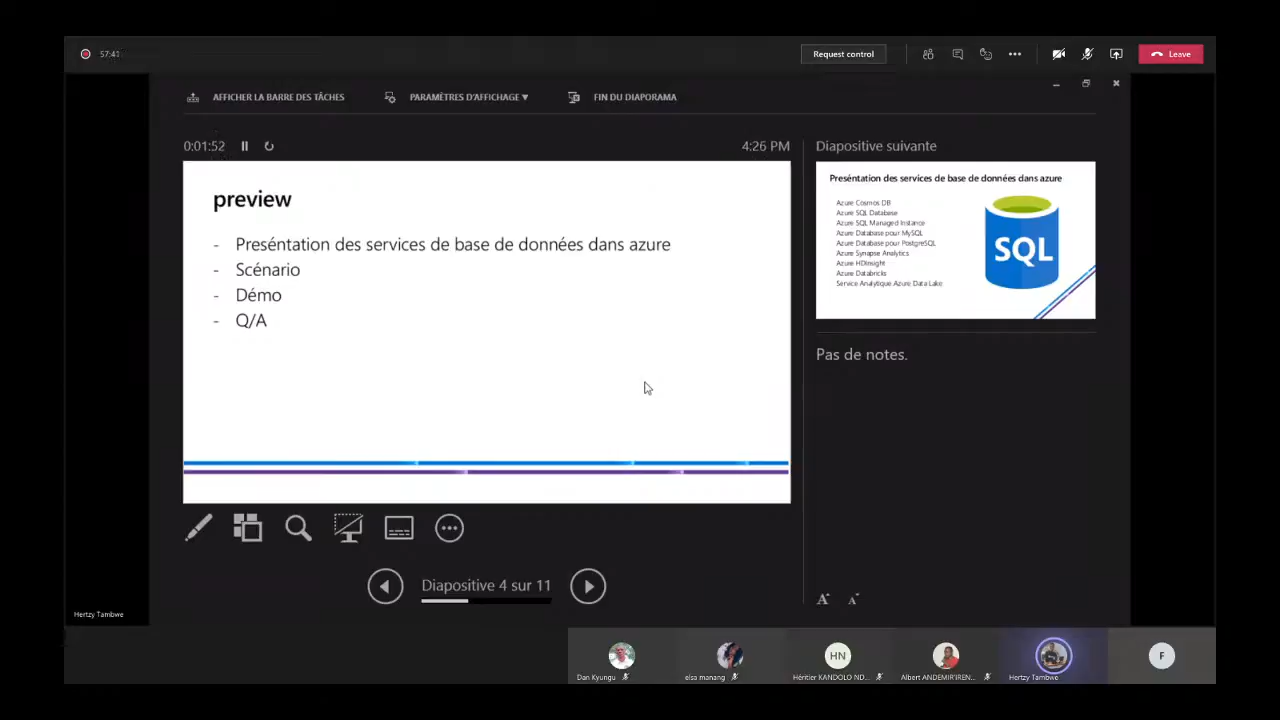 57:41
Request control
Leave
AFFICHER LA BARRE DES TÂCHES
PARAMÈTRES D'AFFICHAGE ▼
FIN DU DIAPORAMA
0:01:52
4:26 PM
preview
- Preséntation des services de base de données dans azure
- Scénario
- Démo
- Q/A
Diapositive suivante
Preséntation des services de base de données dans azure
Azure Cosmos DB
Azure SQL Database
Azure SQL Managed Instance
Azure Database pour MySQL
Azure Database pour PostgreSQL
Azure Synapse Analytics
Azure HDInsight
Azure Databricks
Service Analytique Azure Data Lake
SQL
Pas de notes.
Diapositive 4 sur 11
A A
Hertzy Tambwe
Dan Kyungu
elsa manang
HN
Héritier KANDOLO ND...
Albert ANDEMIR'IREN...
Hertzy Tambwe
F